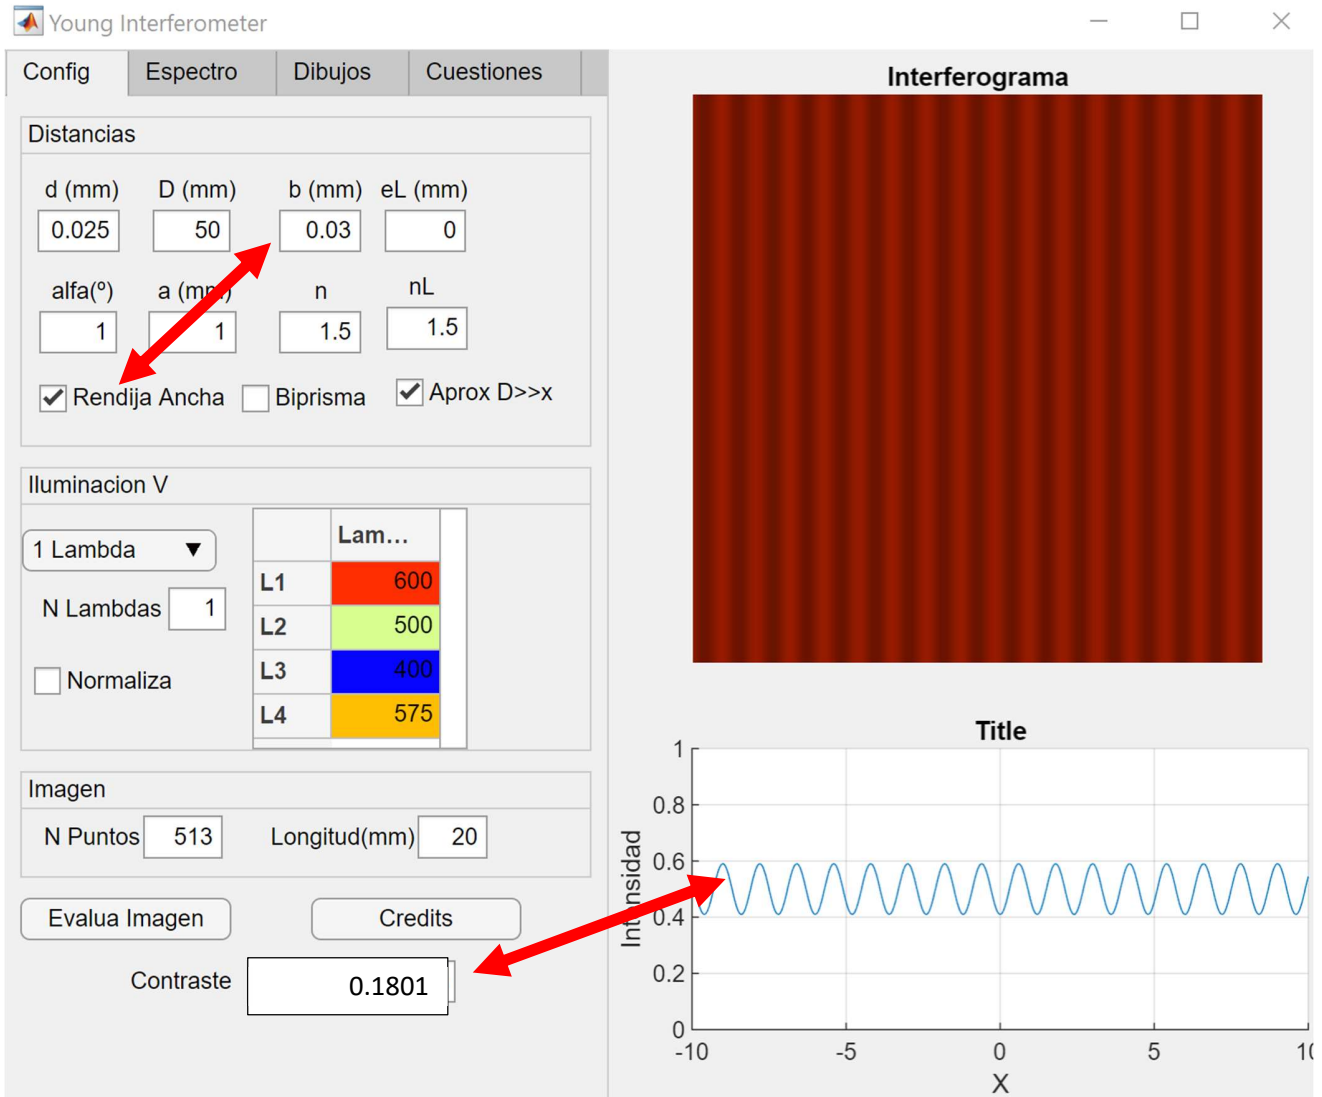 Young Interferometer
Config Espectro Dibujos Cuestiones
Distancias
d (mm) D (mm) b (mm) eL (mm)
0.025 50 0.03 0
alfa(º) a (mm) n nL
1 1 1.5 1.5
Rendija Ancha Biprisma Aprox D>>x
Iluminacion V
1 Lambda
N Lambdas 1
Normaliza
Lam...
L1 600
L2 500
L3 400
L4 575
Imagen
N Puntos 513 Longitud(mm) 20
Evalua Imagen Credits
Contraste 0.1801
Interferograma
Title
Intensidad
1
0.8
0.6
0.4
0.2
0
-10 -5 0 5 10
X